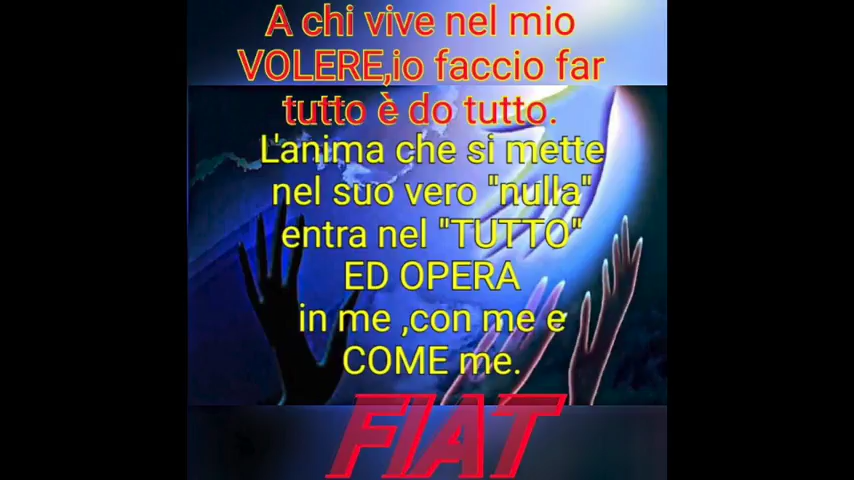 A chi vive nel mio
VOLERE,io faccio far
tutto è do tutto.
L'anima che si mette
nel suo vero "nulla"
entra nel "TUTTO"
ED OPERA
in me ,con me e
COME me.
FIAT